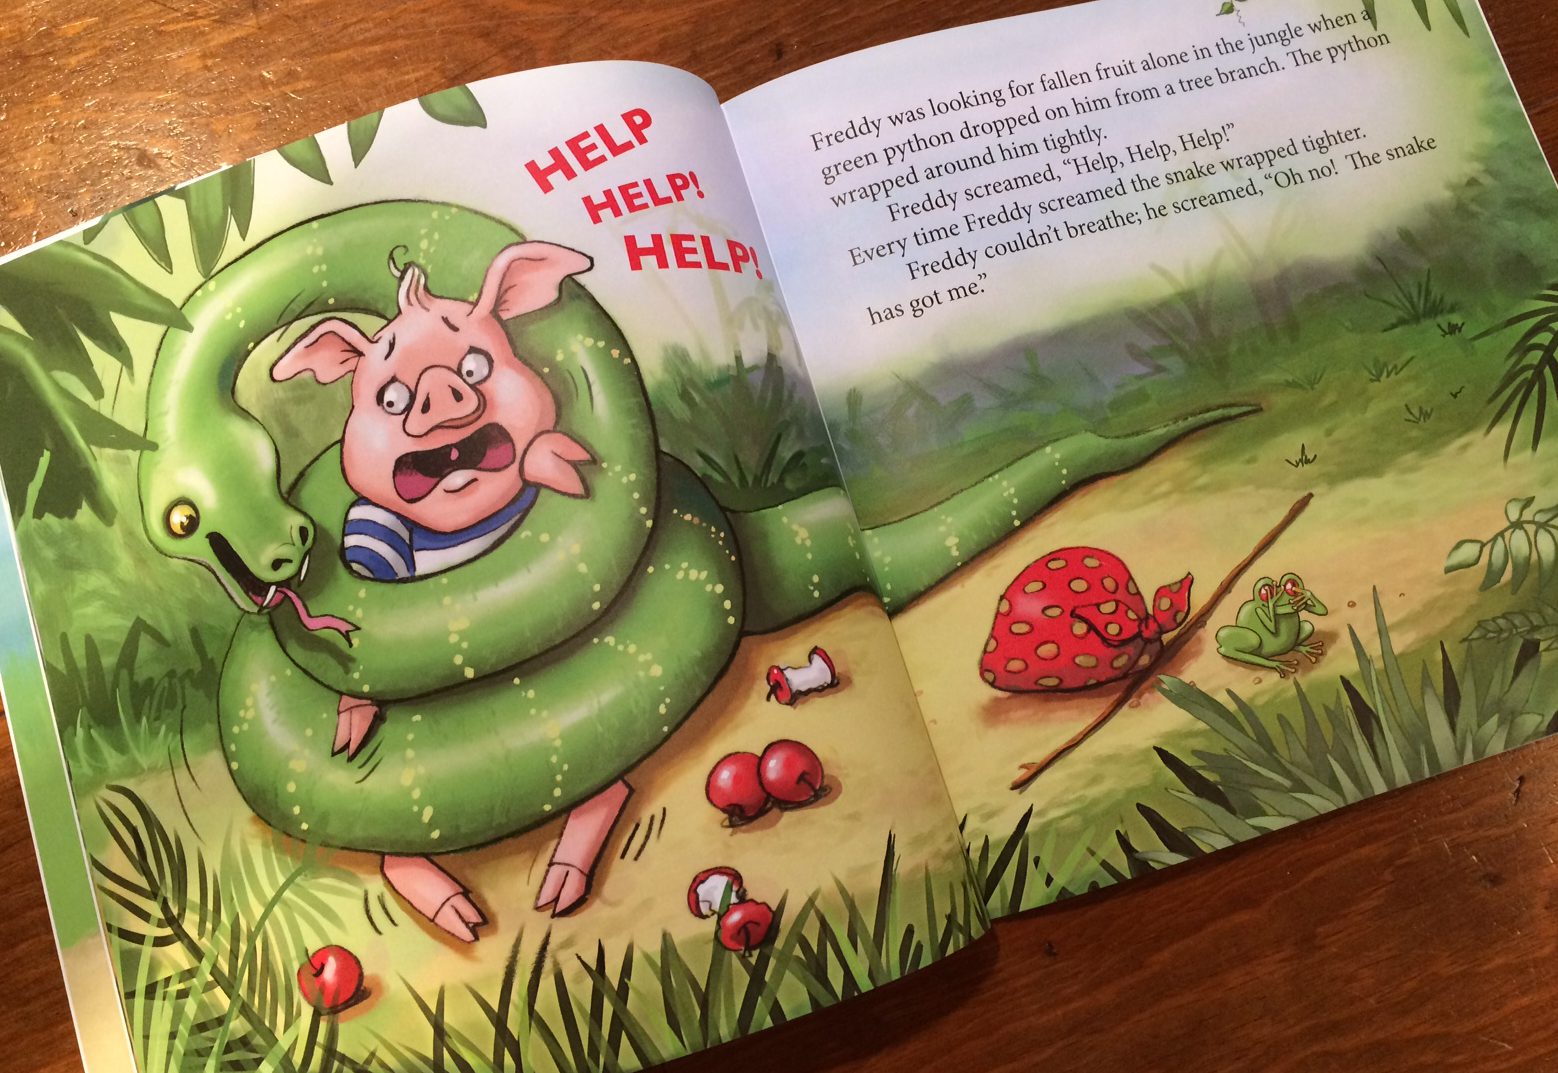 HELP
HELP!
HELP!
Freddy was looking for fallen fruit alone in the jungle when a
green python dropped on him from a tree branch. The python
wrapped around him tightly.
Freddy screamed, “Help, Help, Help!”
Every time Freddy screamed the snake wrapped tighter.
Freddy couldn’t breathe; he screamed, “Oh no! The snake
has got me.”